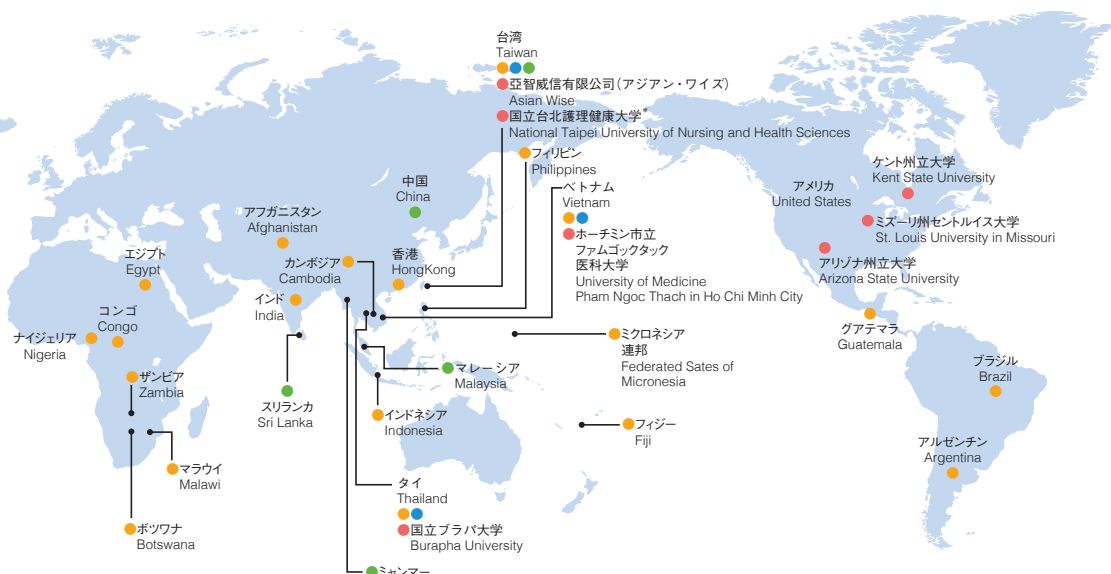 台湾
Taiwan
亞智威信有限公司(アジアン・ワイズ)
Asian Wise
国立台北護理健康大学*
National Taipei University of Nursing and Health Sciences
フィリピン
Philippines
ベトナム
Vietnam
ホーチミン市立
ファムゴックタック
医科大学
University of Medicine
Pham Ngoc Thach in Ho Chi Minh City
中国
China
アフガニスタン
Afghanistan
カンボジア
Cambodia
香港
HongKong
エジプト
Egypt
インド
India
コンゴ
Congo
ナイジェリア
Nigeria
ザンビア
Zambia
スリランカ
Sri Lanka
マラウイ
Malawi
ボツワナ
Botswana
マレーシア
Malaysia
インドネシア
Indonesia
タイ
Thailand
国立ブラパ大学
Burapha University
ミャンマー
ミクロネシア
連邦
Federated Sates of
Micronesia
フィジー
Fiji
アメリカ
United States
ケント州立大学
Kent State University
ミズーリ州セントルイス大学
St. Louis University in Missouri
アリゾナ州立大学
Arizona State University
グアテマラ
Guatemala
ブラジル
Brazil
アルゼンチン
Argentina